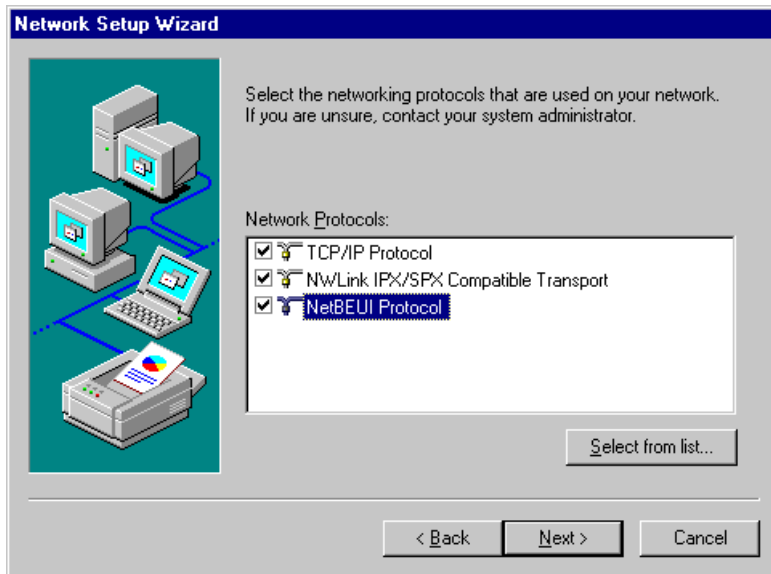 Network Setup Wizard
Select the networking protocols that are used on your network.
If you are unsure, contact your system administrator.
Network Protocols:
TCP/IP Protocol
NWLink IPX/SPX Compatible Transport
NetBEUI Protocol
Select from list...
< Back
Next >
Cancel